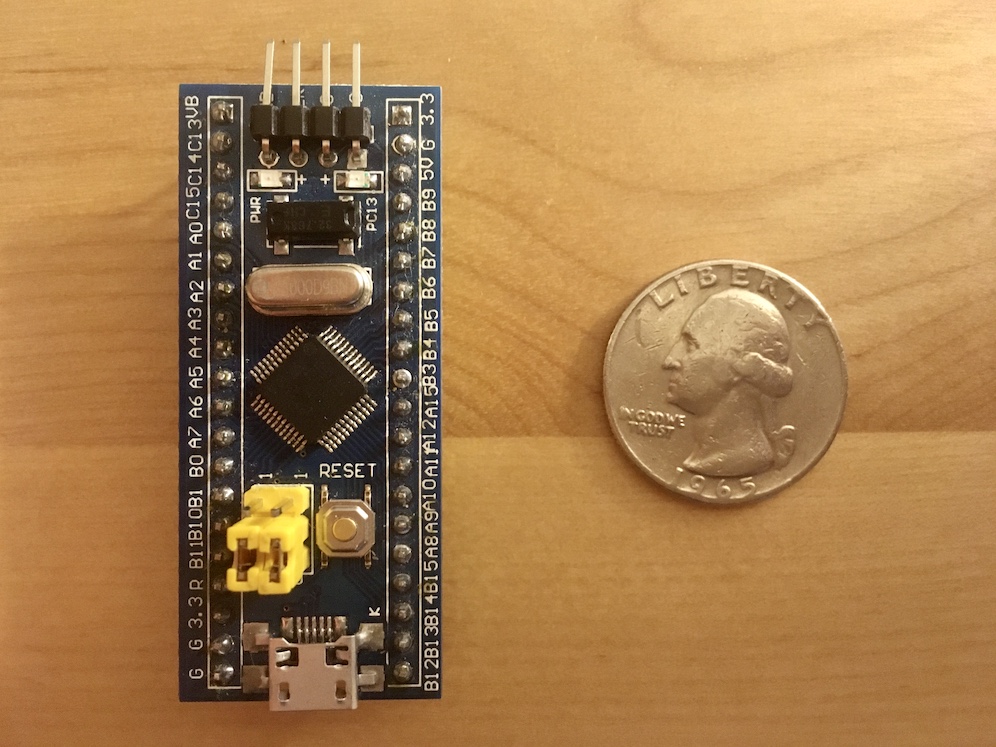 VB
C13
C14
C15
A0
A1
A2
A3
A4
A5
A6
A7
B0
B1
B10
B11
R
3.3
G
G
PWR
+
+
PC13
RESET
1
1
K
3.3
G
5V
B9
B8
B7
B6
B5
B4
B3
A15
A12
A11
A10
A9
A8
B15
B14
B13
B12
LIBERTY
IN GOD WE
TRUST
1965